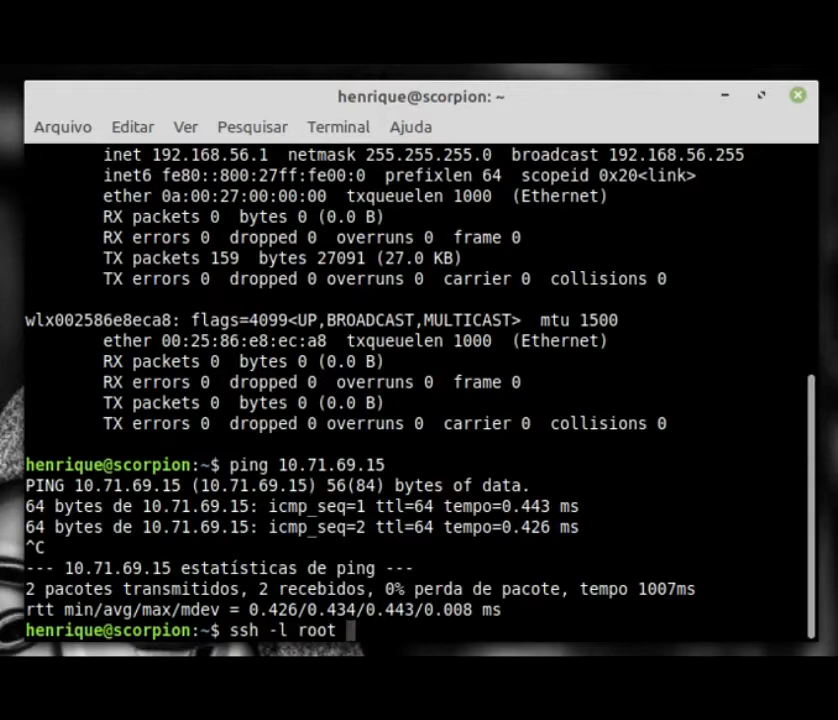 henrique@scorpion: ~
Arquivo Editar Ver Pesquisar Terminal Ajuda
inet 192.168.56.1 netmask 255.255.255.0 broadcast 192.168.56.255
inet6 fe80::800:27ff:fe00:0 prefixlen 64 scopeid 0x20<link>
ether 0a:00:27:00:00:00 txqueuelen 1000 (Ethernet)
RX packets 0 bytes 0 (0.0 B)
RX errors 0 dropped 0 overruns 0 frame 0
TX packets 159 bytes 27091 (27.0 KB)
TX errors 0 dropped 0 overruns 0 carrier 0 collisions 0
wlx002586e8eca8: flags=4099<UP,BROADCAST,MULTICAST> mtu 1500
ether 00:25:86:e8:ec:a8 txqueuelen 1000 (Ethernet)
RX packets 0 bytes 0 (0.0 B)
RX errors 0 dropped 0 overruns 0 frame 0
TX packets 0 bytes 0 (0.0 B)
TX errors 0 dropped 0 overruns 0 carrier 0 collisions 0
henrique@scorpion:~$ ping 10.71.69.15
PING 10.71.69.15 (10.71.69.15) 56(84) bytes of data.
64 bytes de 10.71.69.15: icmp_seq=1 ttl=64 tempo=0.443 ms
64 bytes de 10.71.69.15: icmp_seq=2 ttl=64 tempo=0.426 ms
^C
--- 10.71.69.15 estatísticas de ping ---
2 pacotes transmitidos, 2 recebidos, 0% perda de pacote, tempo 1007ms
rtt min/avg/max/mdev = 0.426/0.434/0.443/0.008 ms
henrique@scorpion:~$ ssh -l root